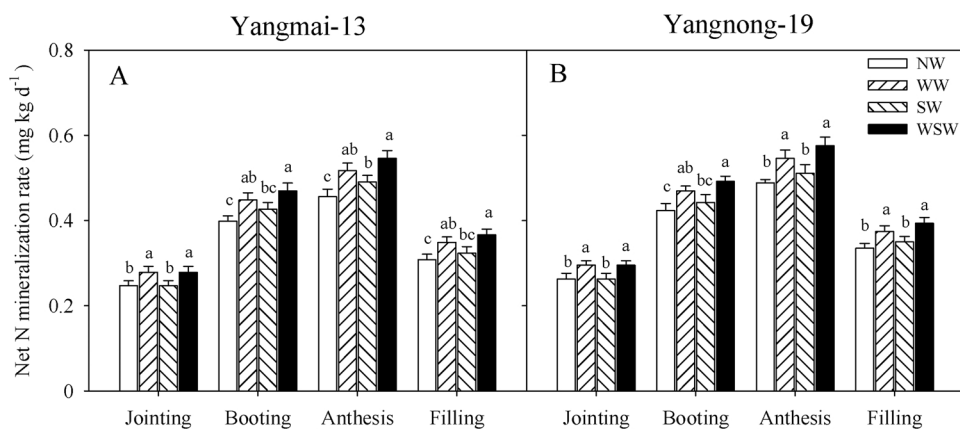 Yangmai-13
Yangnong-19
Net N mineralization rate (mg kg d⁻¹)
0.8
0.6
0.4
0.2
0
A
b a b a
c ab bc a
c ab b a
c ab bc a
Jointing Booting Anthesis Filling
B
NW
WW
SW
WSW
b a b a
c ab bc a
b a b a
b a b a
Jointing Booting Anthesis Filling